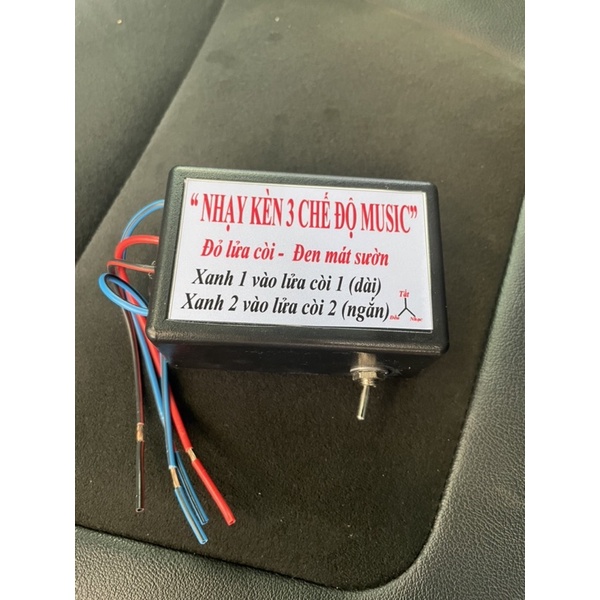 “ NHẠY KÈN 3 CHẾ ĐỘ MUSIC”
Đỏ lửa còi - Đen mát sườn
Xanh 1 vào lửa còi 1 (dài)
Xanh 2 vào lửa còi 2 (ngắn)
Tắt